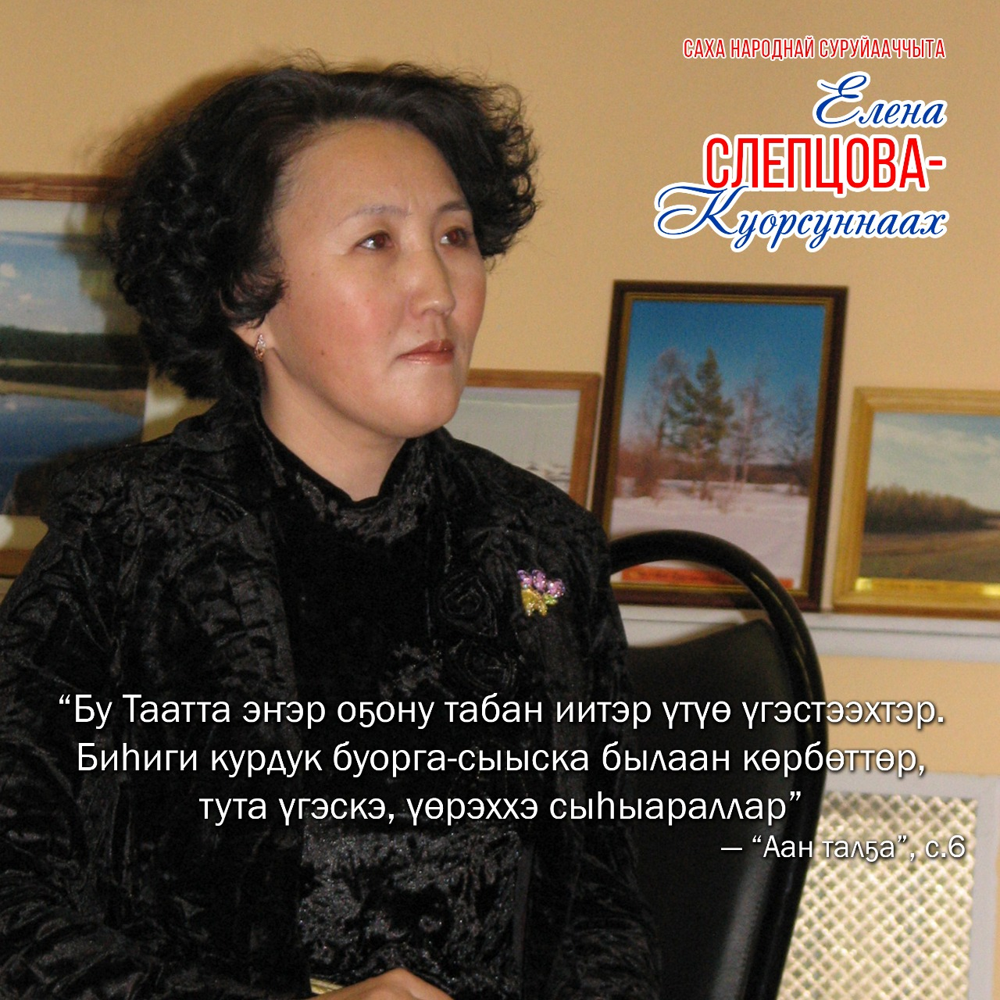 САХА НАРОДНАЙ СУРУЙААЧЧЫТА
Елена
СЛЕПЦОВА-
Куорсуннаах
“Бу Таатта эҥэр оҕону табан иитэр үтүө үгэстээхтэр.
Биһиги курдук буорга-сыыска былаан көрбөттөр,
тута үгэскэ, үөрэххэ сыһыараллар”
— “Аан талҕа”, с.6